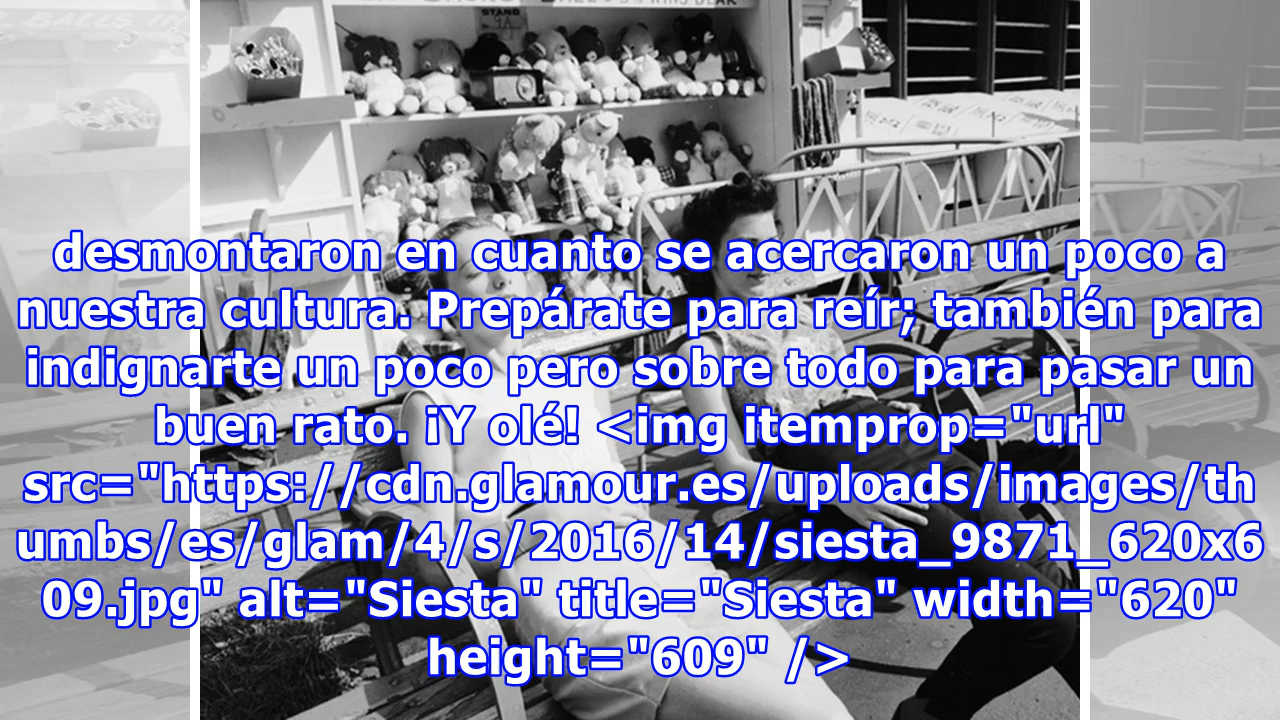 STAND
9A
desmontaron en cuanto se acercaron un poco a
nuestra cultura. Prepárate para reír; también para
indignarte un poco pero sobre todo para pasar un
buen rato. ¡Y olé! <img itemprop="url"
src="https://cdn.glamour.es/uploads/images/th
umbs/es/glam/4/s/2016/14/siesta_9871_620x6
09.jpg" alt="Siesta" title="Siesta" width="620"
height="609" />